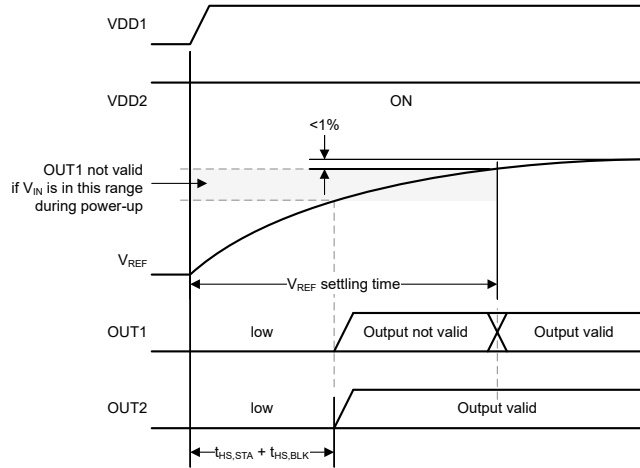 VDD1
VDD2
ON
<1%
OUT1 not valid
if VIN is in this range
during power-up
VREF
VREF settling time
OUT1
low
Output not valid
Output valid
OUT2
low
Output valid
tHS,STA + tHS,BLK